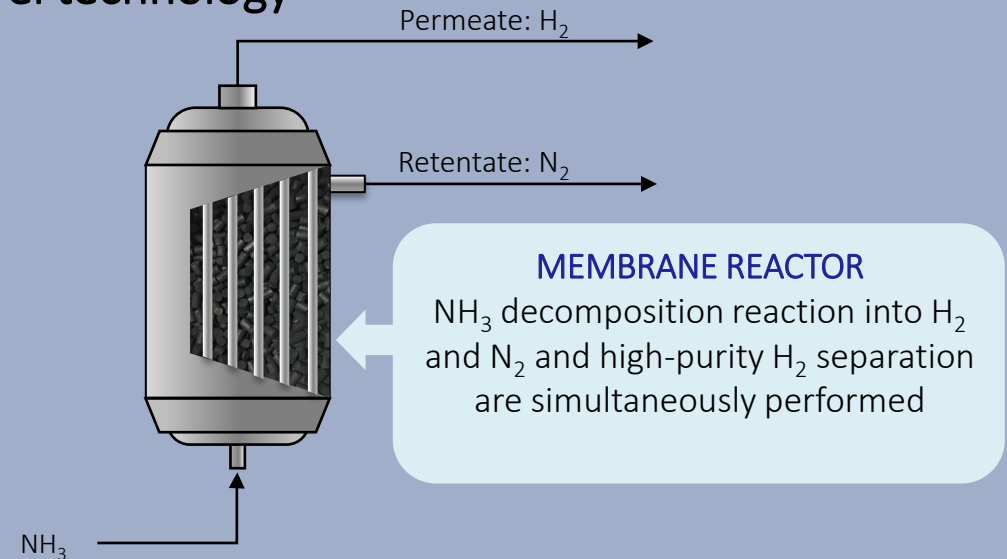 technology
Permeate: H₂
Retentate: N₂
MEMBRANE REACTOR
NH₃ decomposition reaction into H₂
and N₂ and high-purity H₂ separation
are simultaneously performed
NH₃